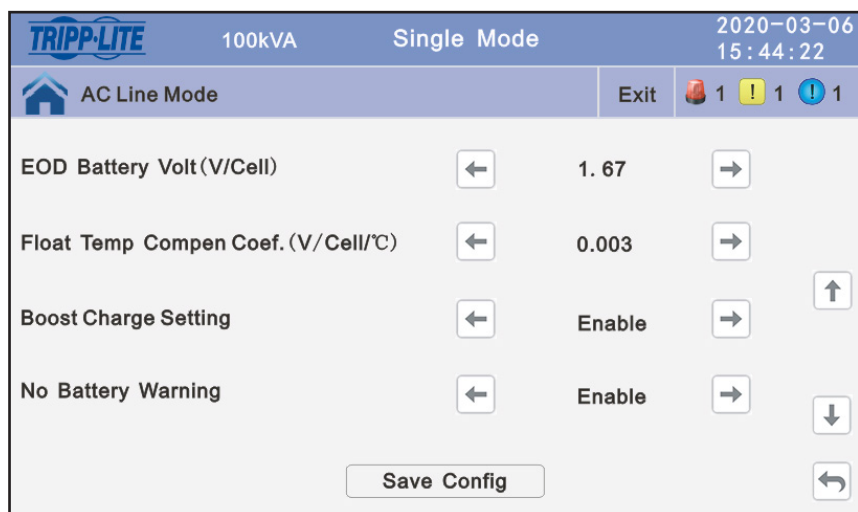 TRIPP·LITE 100kVA Single Mode 2020-03-06
15:44:22
AC Line Mode Exit 1 ! 1 ! 1
EOD Battery Volt(V/Cell) 1.67
Float Temp Compen Coef.(V/Cell/℃) 0.003
Boost Charge Setting Enable
No Battery Warning Enable
Save Config